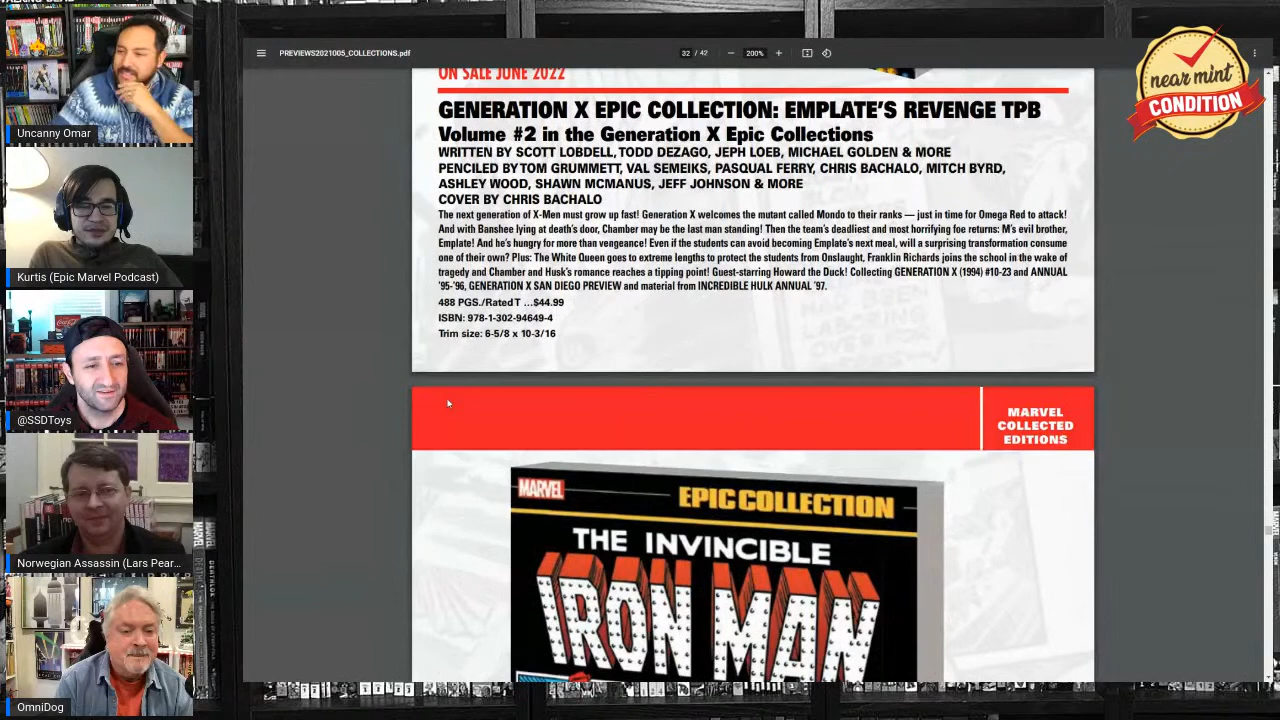 Uncanny Omar
Kurtis (Epic Marvel Podcast)
@SSDToys
Norwegian Assassin (Lars Pear...
OmniDog
PREVIEWS2021005_COLLECTIONS.pdf
32 / 42
200%
near mint
CONDITION
ON SALE JUNE 2022
GENERATION X EPIC COLLECTION: EMPLATE'S REVENGE TPB
Volume #2 in the Generation X Epic Collections
WRITTEN BY SCOTT LOBDELL, TODD DEZAGO, JEPH LOEB, MICHAEL GOLDEN & MORE
PENCILED BY TOM GRUMMETT, VAL SEMEIKS, PASQUAL FERRY, CHRIS BACHALO, MITCH BYRD,
ASHLEY WOOD, SHAWN MCMANUS, JEFF JOHNSON & MORE
COVER BY CHRIS BACHALO
The next generation of X-Men must grow up fast! Generation X welcomes the mutant called Mondo to their ranks — just in time for Omega Red to attack!
And with Banshee lying at death's door, Chamber may be the last man standing! Then the team's deadliest and most horrifying foe returns: M's evil brother,
Emplate! And he's hungry for more than vengeance! Even if the students can avoid becoming Emplate's next meal, will a surprising transformation consume
one of their own? Plus: The White Queen goes to extreme lengths to protect the students from Onslaught, Franklin Richards joins the school in the wake of
tragedy and Chamber and Husk's romance reaches a tipping point! Guest-starring Howard the Duck! Collecting GENERATION X (1994) #10-23 and ANNUAL
'95-'96, GENERATION X SAN DIEGO PREVIEW and material from INCREDIBLE HULK ANNUAL '97.
488 PGS./Rated T ...$44.99
ISBN: 978-1-302-94649-4
Trim size: 6-5/8 x 10-3/16
MARVEL
COLLECTED
EDITIONS
MARVEL
EPIC COLLECTION
THE INVINCIBLE
IRON MAN